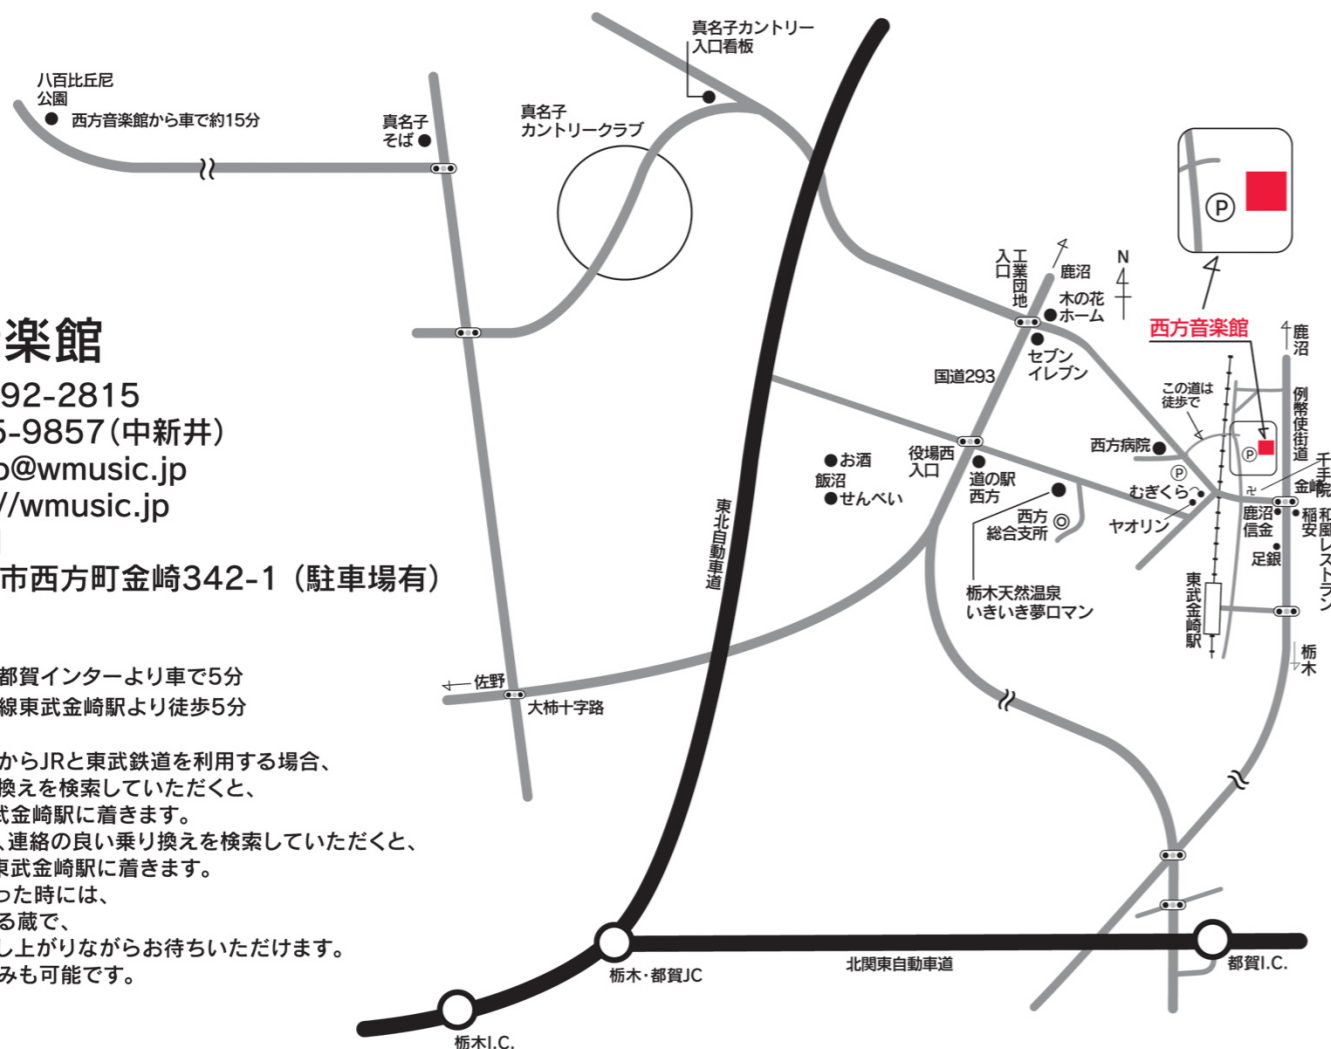 八百比丘尼
公園
西方音楽館から車で約15分
真名子
そば
真名子
カントリークラブ
真名子カントリー
入口看板
工業団地
入口
鹿沼
木の花
ホーム
N
セブン
イレブン
国道293
西方音楽館
P
鹿沼
例幣使街道
この道は
徒歩で
西方病院
P
P
千手院
金崎
むぎくら
ヤオリン
鹿沼
信金
稲安
和風レストラン
足銀
東武金崎駅
栃木
役場西
入口
道の駅
西方
お酒
飯沼
せんべい
西方
総合支所
栃木天然温泉
いきいき夢ロマン
東北自動車道
佐野
大柿十字路
楽館
92-2815
5-9857(中新井)
o@wmusic.jp
//wmusic.jp
市西方町金崎342-1 (駐車場有)
都賀インターより車で5分
線東武金崎駅より徒歩5分
からJRと東武鉄道を利用する場合、
換えを検索していただくと、
武金崎駅に着きます。
、連絡の良い乗り換えを検索していただくと、
東武金崎駅に着きます。
った時には、
る蔵で、
し上がりながらお待ちいただけます。
みも可能です。
栃木・都賀JC
北関東自動車道
都賀I.C.
栃木I.C.